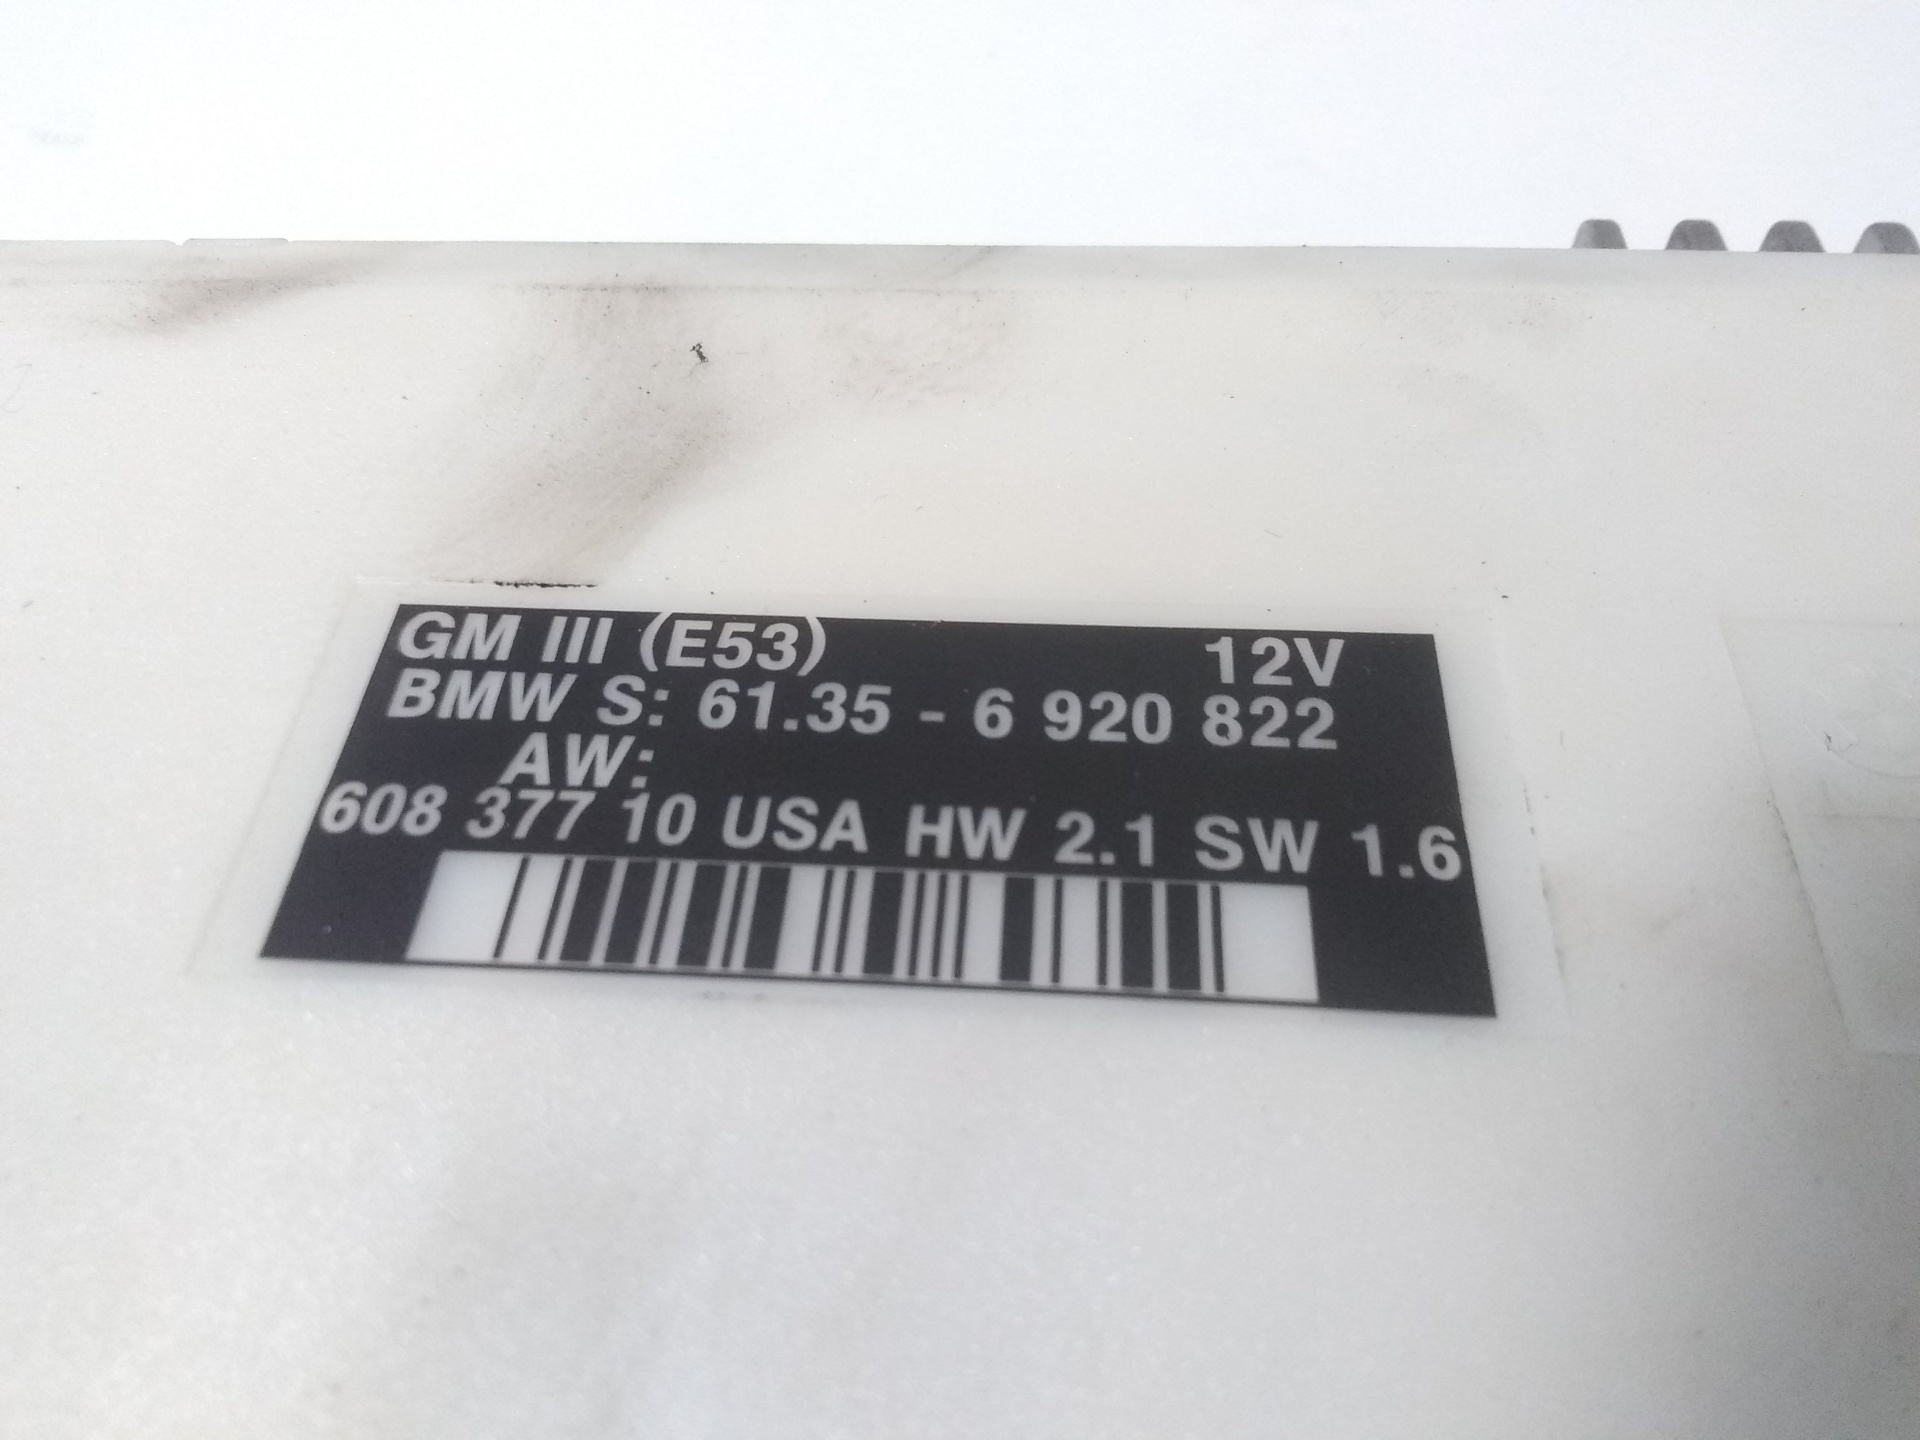 GM III (E53) 12V
BMW S: 61.35 - 6 920 822
AW:
608 377 10 USA HW 2.1 SW 1.6